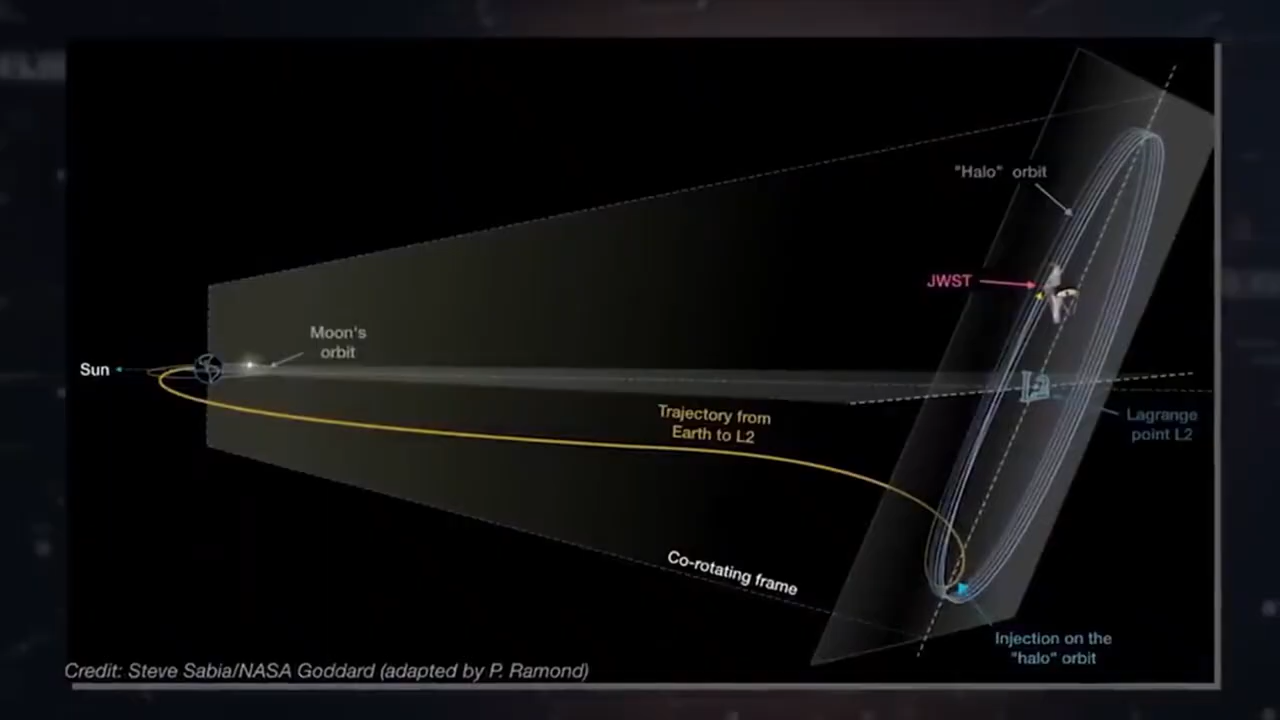 "Halo" orbit
JWST
Moon's
orbit
Sun
L2
Trajectory from
Earth to L2
Lagrange
point L2
Co-rotating frame
Injection on the
"halo" orbit
Credit: Steve Sabia/NASA Goddard (adapted by P. Ramond)